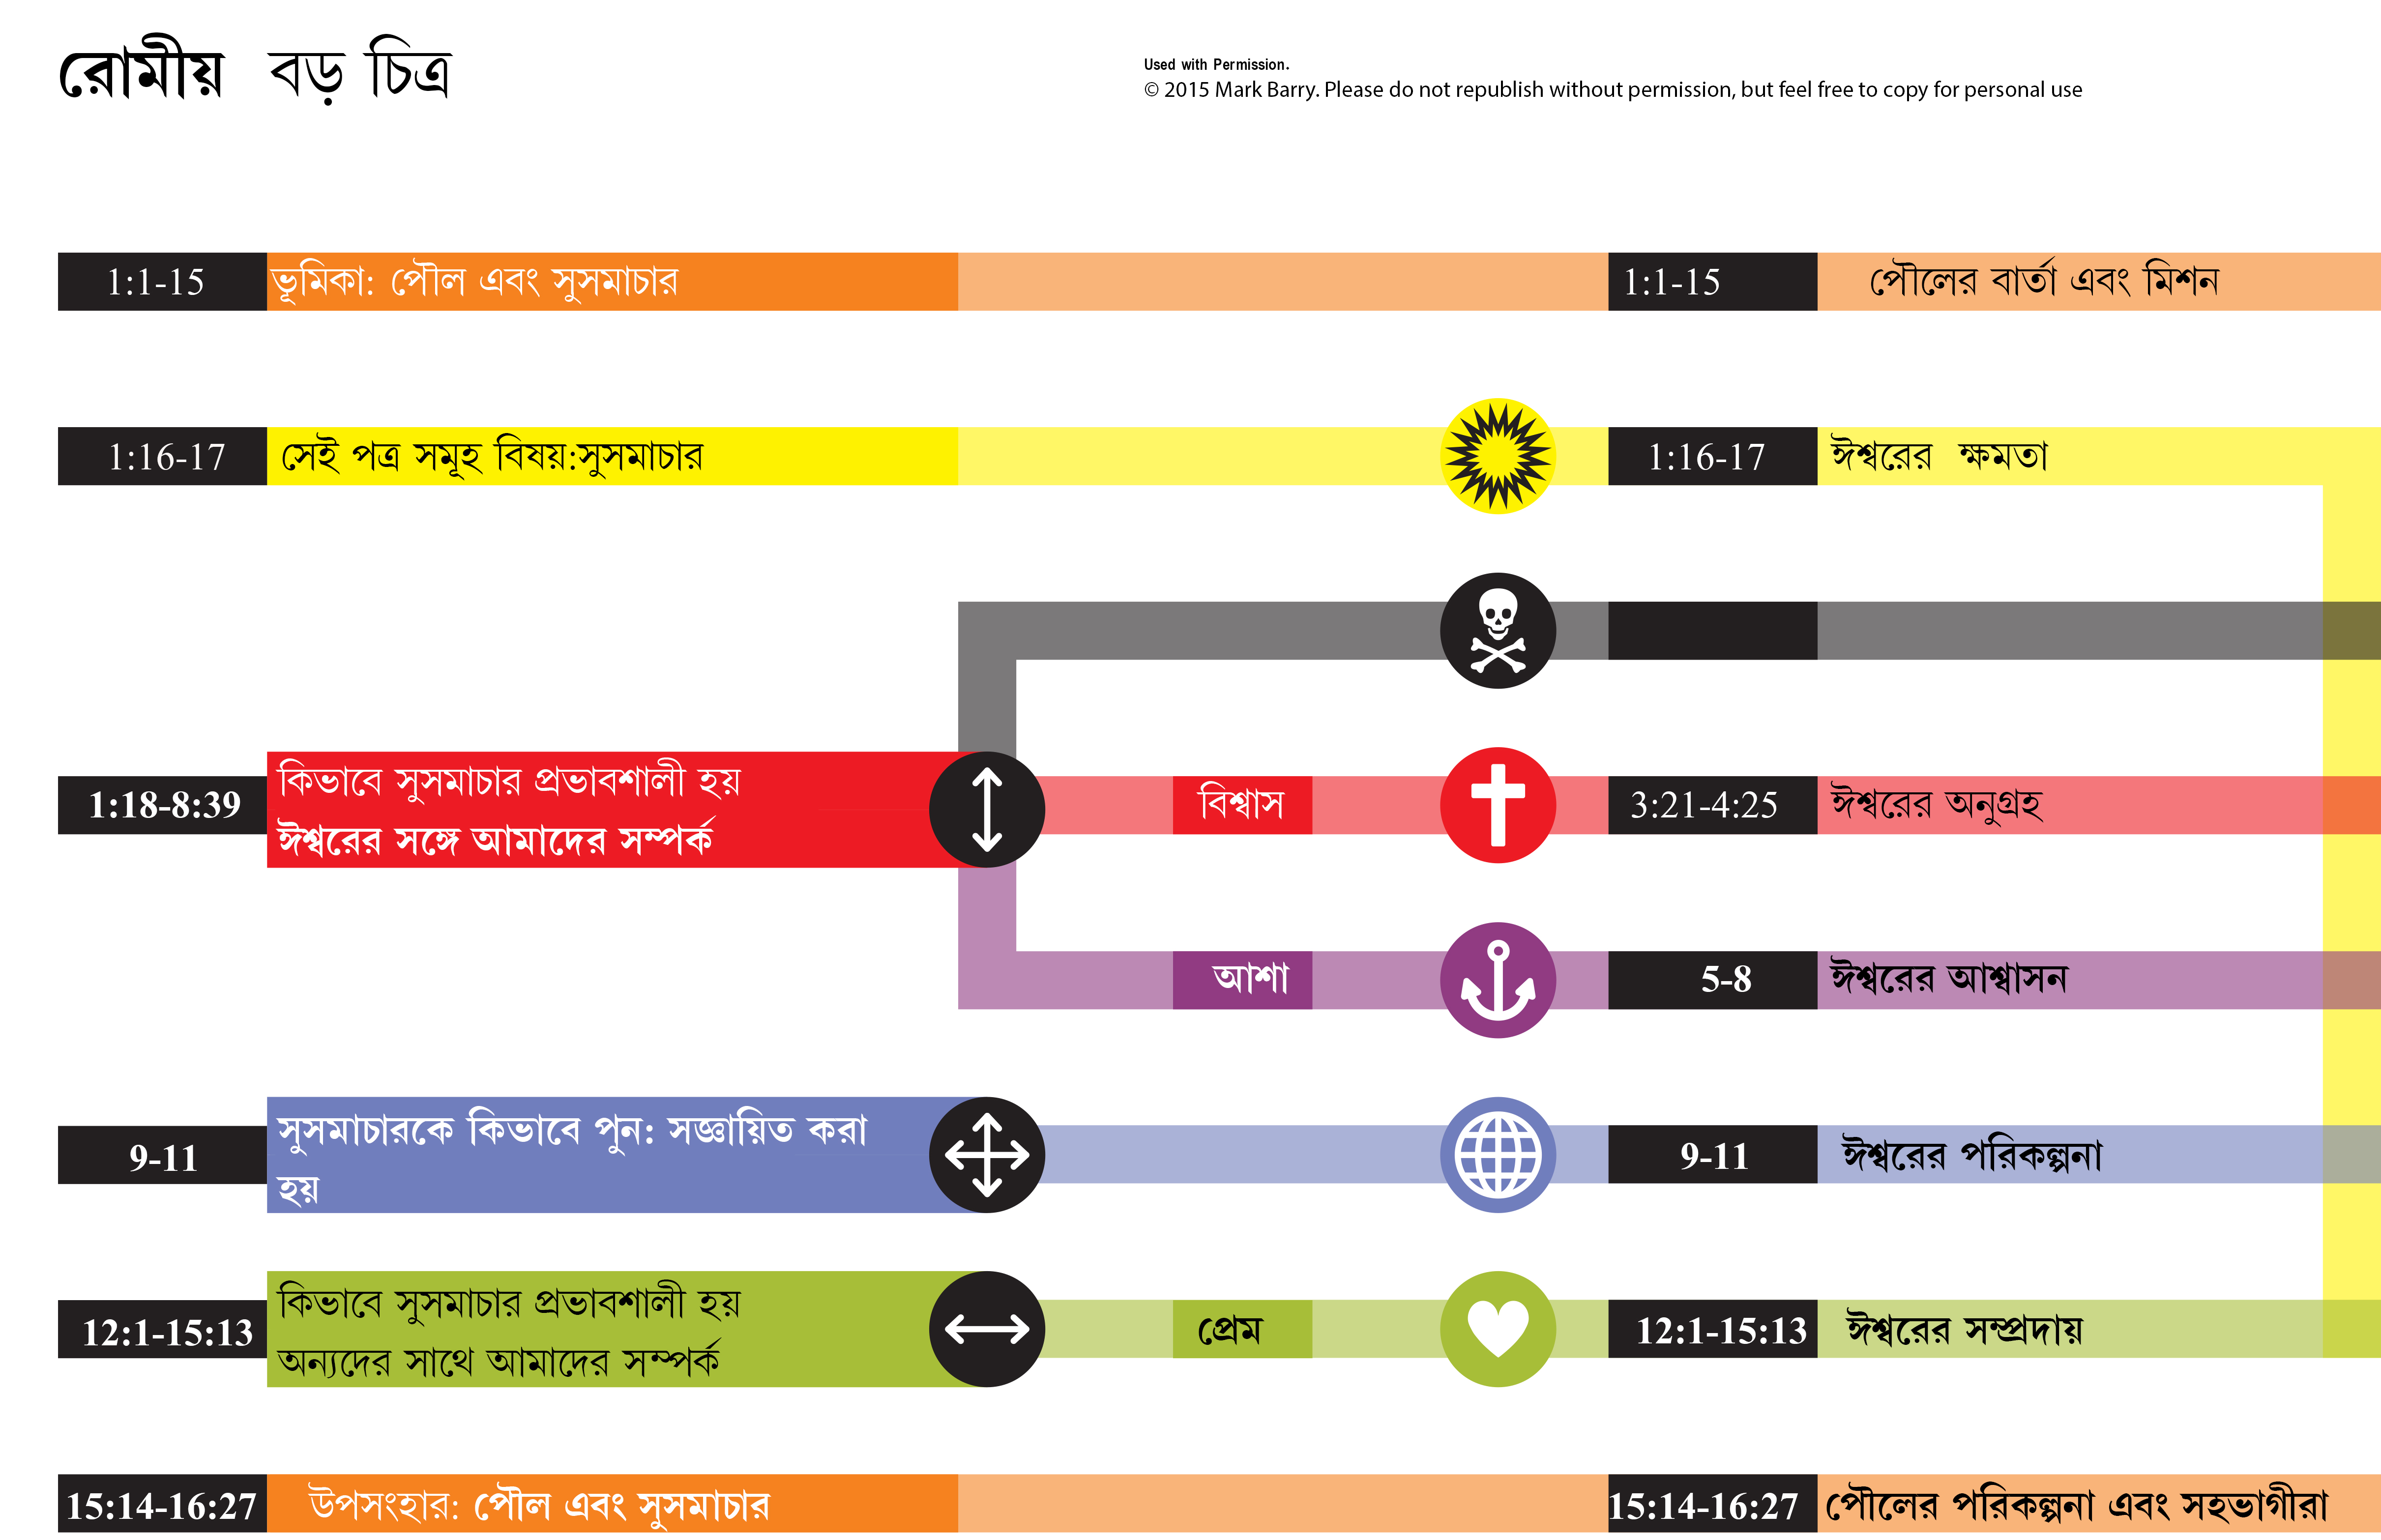 রোমীয় বড় চিত্র
Used with Permission.
© 2015 Mark Barry. Please do not republish without permission, but feel free to copy for personal use
1:1-15 ভূমিকা: পৌল এবং সুসমাচার 1:1-15 পৌলের বার্তা এবং মিশন
1:16-17 সেই পত্র সমূহ বিষয়:সুসমাচার 1:16-17 ঈশ্বরের ক্ষমতা
1:18-8:39 কিভাবে সুসমাচার প্রভাবশালী হয়
ঈশ্বরের সঙ্গে আমাদের সম্পর্ক
বিশ্বাস 3:21-4:25 ঈশ্বরের অনুগ্রহ
আশা 5-8 ঈশ্বরের আশ্বাসন
9-11 সুসমাচারকে কিভাবে পুন: সজ্ঞায়িত করা
হয়
9-11 ঈশ্বরের পরিকল্পনা
12:1-15:13 কিভাবে সুসমাচার প্রভাবশালী হয়
অন্যদের সাথে আমাদের সম্পর্ক
প্রেম 12:1-15:13 ঈশ্বরের সম্প্রদায়
15:14-16:27 উপসংহার: পৌল এবং সুসমাচার 15:14-16:27 পৌলের পরিকল্পনা এবং সহভাগীরা